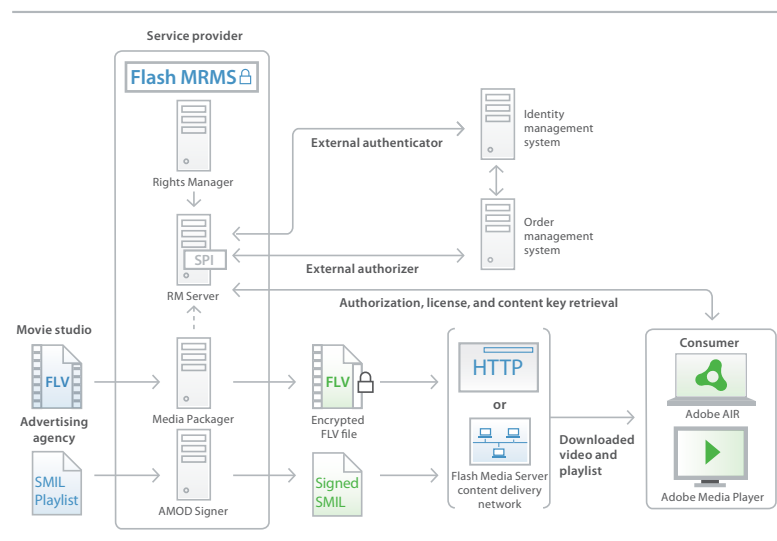 Service provider
Flash MRMS
Rights Manager
SPI
RM Server
External authenticator
Identity
management
system
Order
management
system
External authorizer
Authorization, license, and content key retrieval
Movie studio
FLV
Media Packager
FLV
Encrypted
FLV file
HTTP
or
Flash Media Server
content delivery
network
Advertising
agency
SMIL
Playlist
AMOD Signer
Signed
SMIL
Downloaded
video and
playlist
Consumer
Adobe AIR
Adobe Media Player